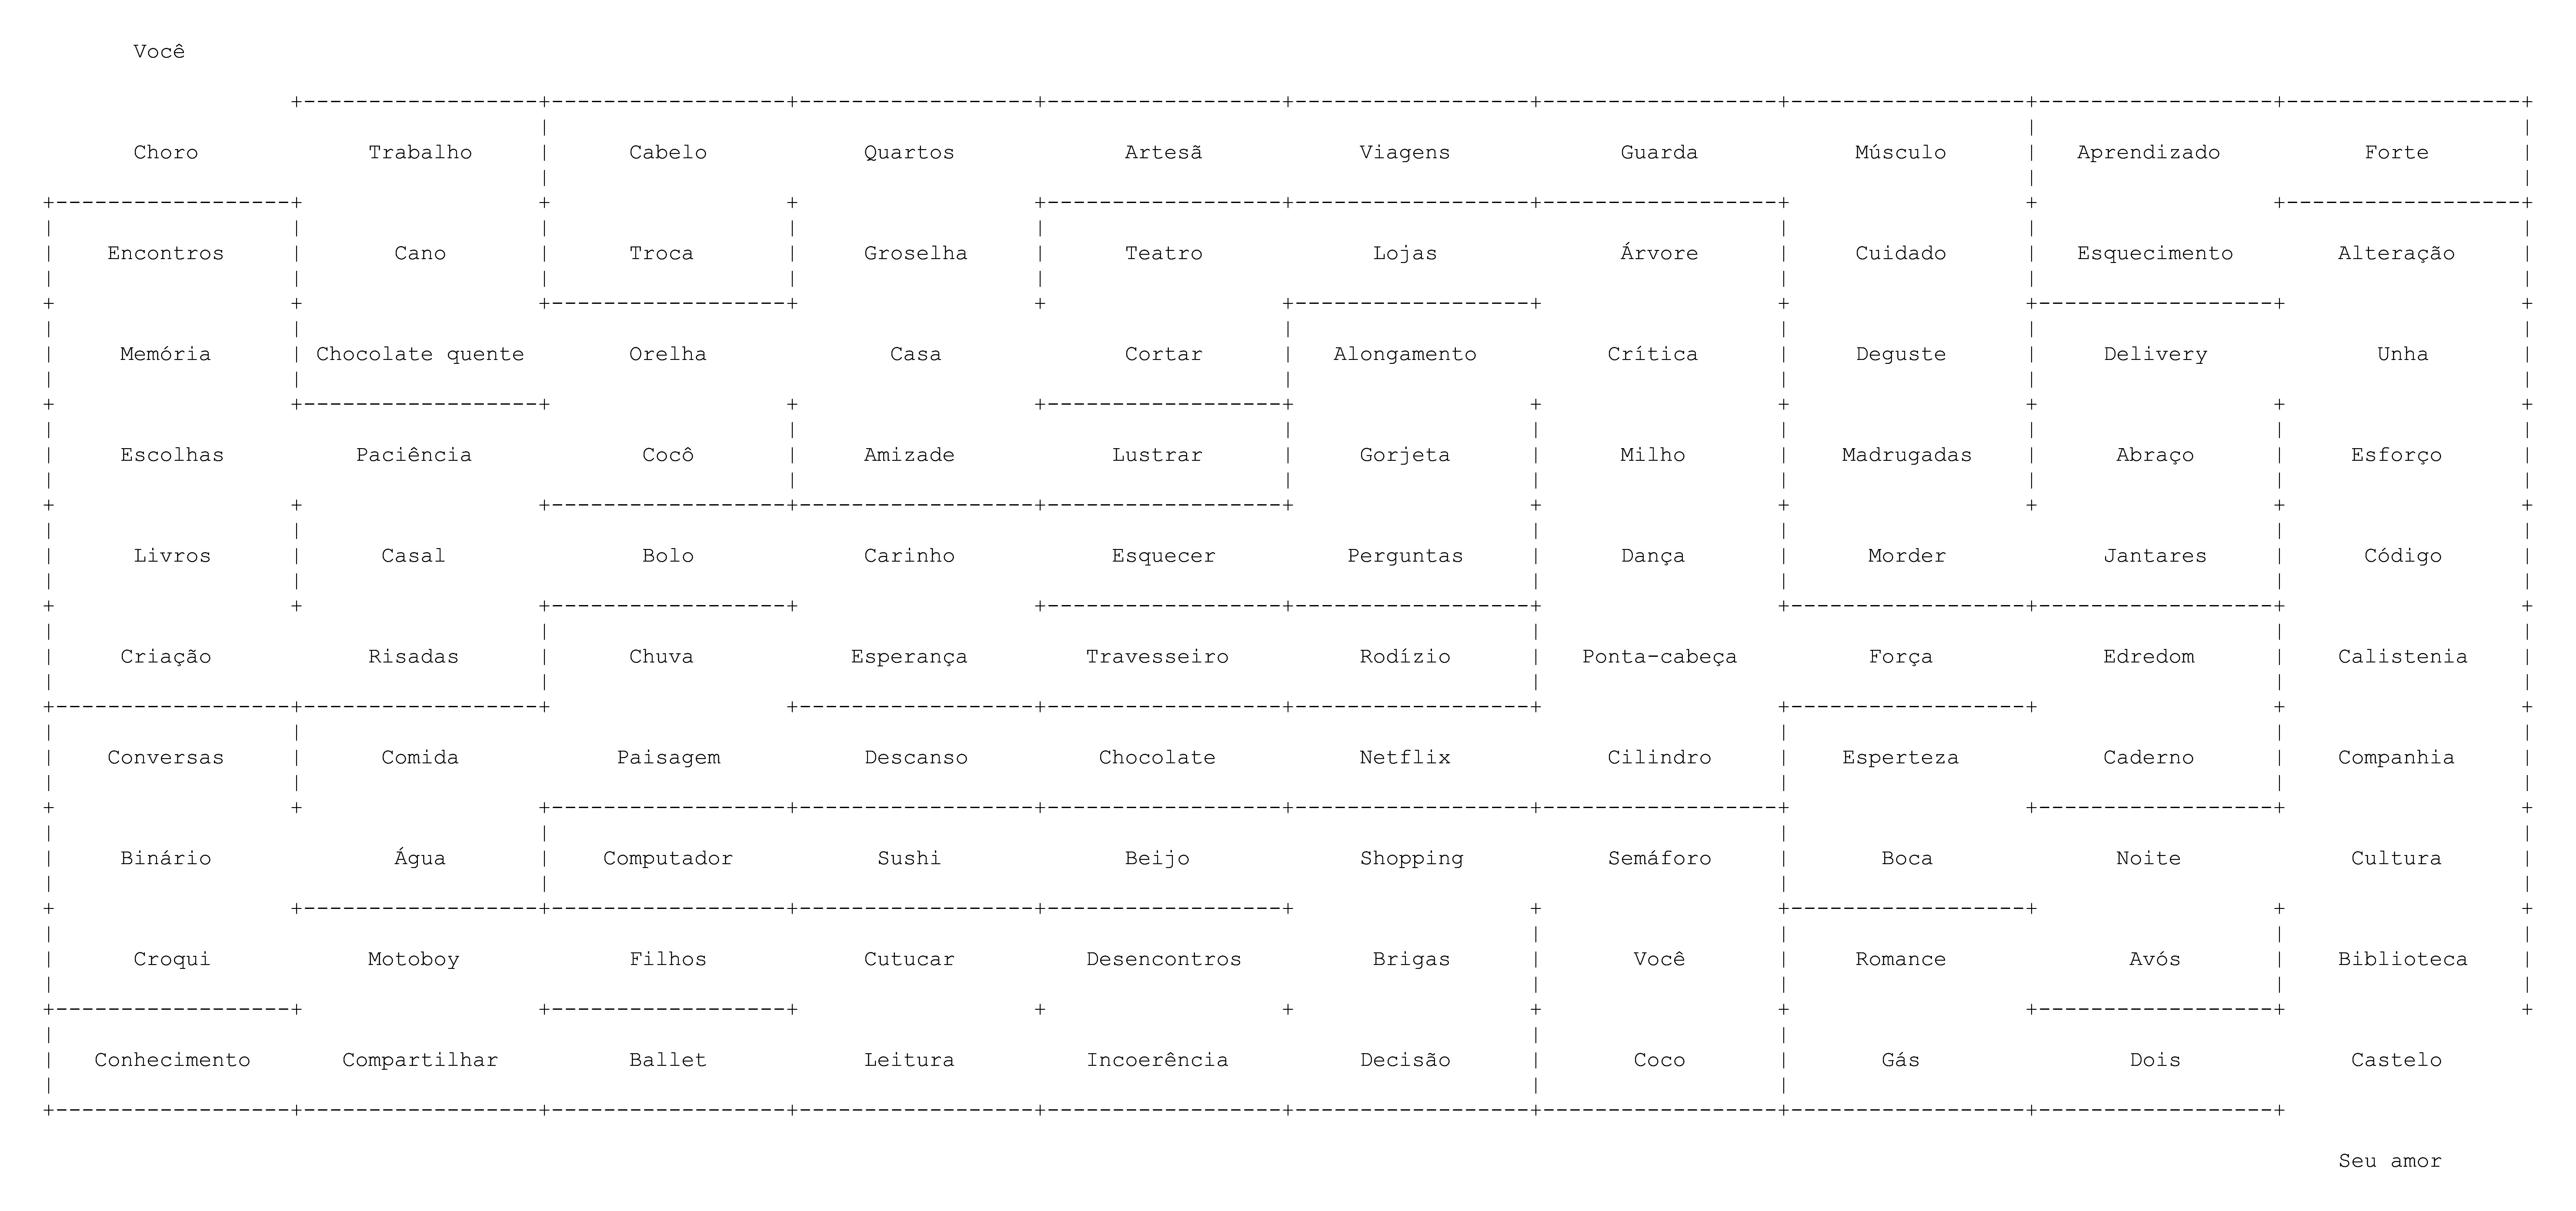 Você
Choro Trabalho Cabelo Quartos Artesã Viagens Guarda Músculo Aprendizado Forte
Encontros Cano Troca Groselha Teatro Lojas Árvore Cuidado Esquecimento Alteração
Memória Chocolate quente Orelha Casa Cortar Alongamento Crítica Deguste Delivery Unha
Escolhas Paciência Cocô Amizade Lustrar Gorjeta Milho Madrugadas Abraço Esforço
Livros Casal Bolo Carinho Esquecer Perguntas Dança Morder Jantares Código
Criação Risadas Chuva Esperança Travesseiro Rodízio Ponta-cabeça Força Edredom Calistenia
Conversas Comida Paisagem Descanso Chocolate Netflix Cilindro Esperteza Caderno Companhia
Binário Água Computador Sushi Beijo Shopping Semáforo Boca Noite Cultura
Croqui Motoboy Filhos Cutucar Desencontros Brigas Você Romance Avós Biblioteca
Conhecimento Compartilhar Ballet Leitura Incoerência Decisão Coco Gás Dois Castelo
Seu amor